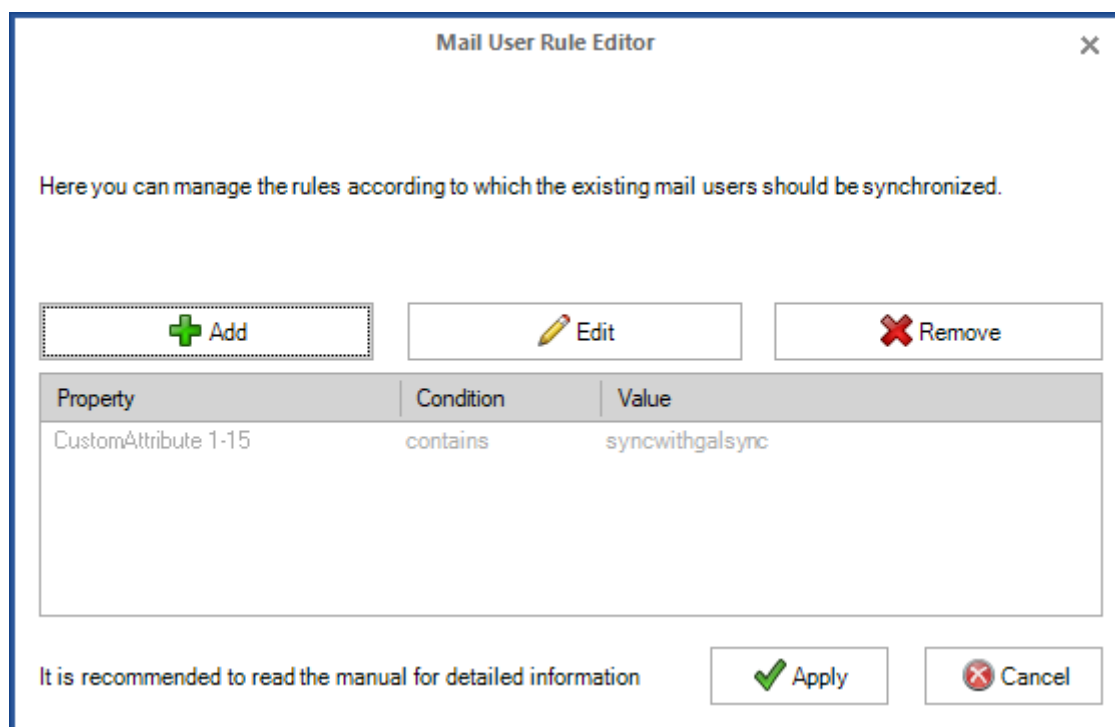 Mail User Rule Editor
Here you can manage the rules according to which the existing mail users should be synchronized.
Add Edit Remove
Property Condition Value
CustomAttribute 1-15 contains syncwithgalsync
It is recommended to read the manual for detailed information Apply Cancel